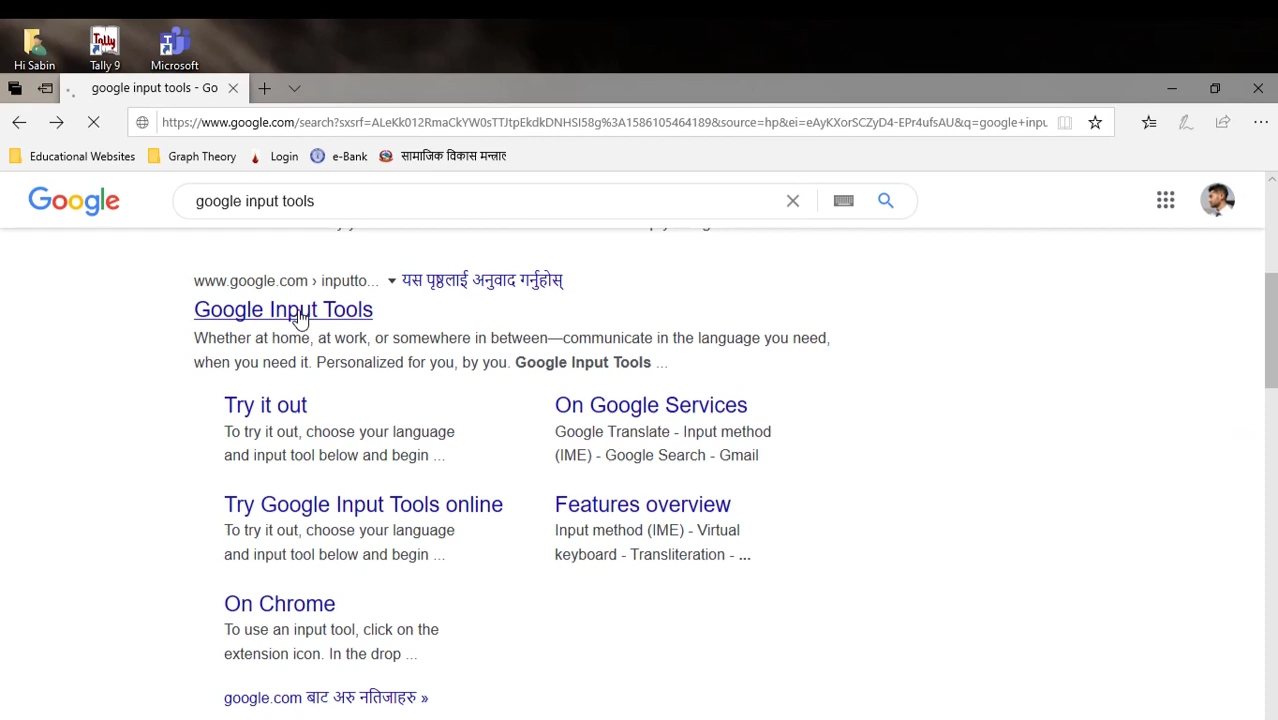 Hi Sabin
Tally
Tally 9
Microsoft
google input tools - Go
https://www.google.com/search?sxsrf=ALeKk012RmaCkYW0sTTJtpEkdkDNHSI58g%3A1586105464189&source=hp&ei=eAyKXorSCZyD4-EPr4ufsAU&q=google+inpu
Educational Websites
Graph Theory
Login
e-Bank
सामाजिक विकास मन्त्राल
Google
google input tools
www.google.com › inputto... ▾ यस पृष्ठलाई अनुवाद गर्नुहोस्
Google Input Tools
Whether at home, at work, or somewhere in between—communicate in the language you need,
when you need it. Personalized for you, by you. Google Input Tools ...
Try it out
To try it out, choose your language
and input tool below and begin ...
On Google Services
Google Translate - Input method
(IME) - Google Search - Gmail
Try Google Input Tools online
To try it out, choose your language
and input tool below and begin ...
Features overview
Input method (IME) - Virtual
keyboard - Transliteration - ...
On Chrome
To use an input tool, click on the
extension icon. In the drop ...
google.com बाट अरु नतिजाहरु »